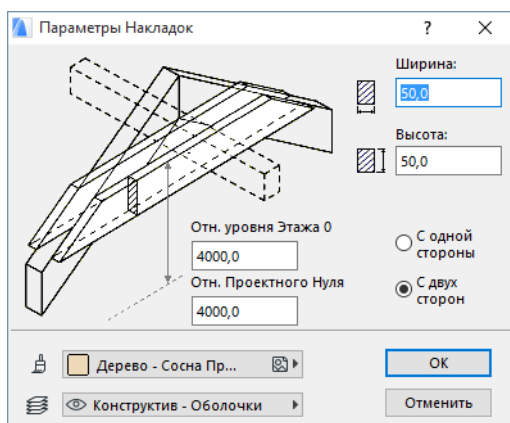 Параметры Накладок
?
Ширина:
50,0
Высота:
50,0
Отн. уровня Этажа 0
4000,0
Отн. Проектного Нуля
4000,0
С одной
стороны
С двух
сторон
Дерево - Сосна Пр...
OK
Конструктив - Оболочки
Отменить